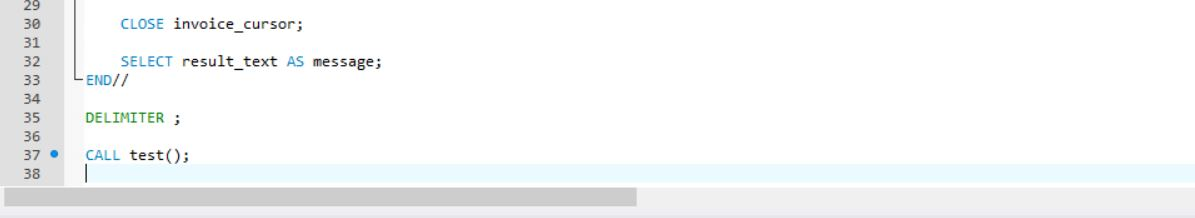 29
30 CLOSE invoice_cursor;
31
32 SELECT result_text AS message;
33 END//
34
35 DELIMITER ;
36
37 CALL test();
38